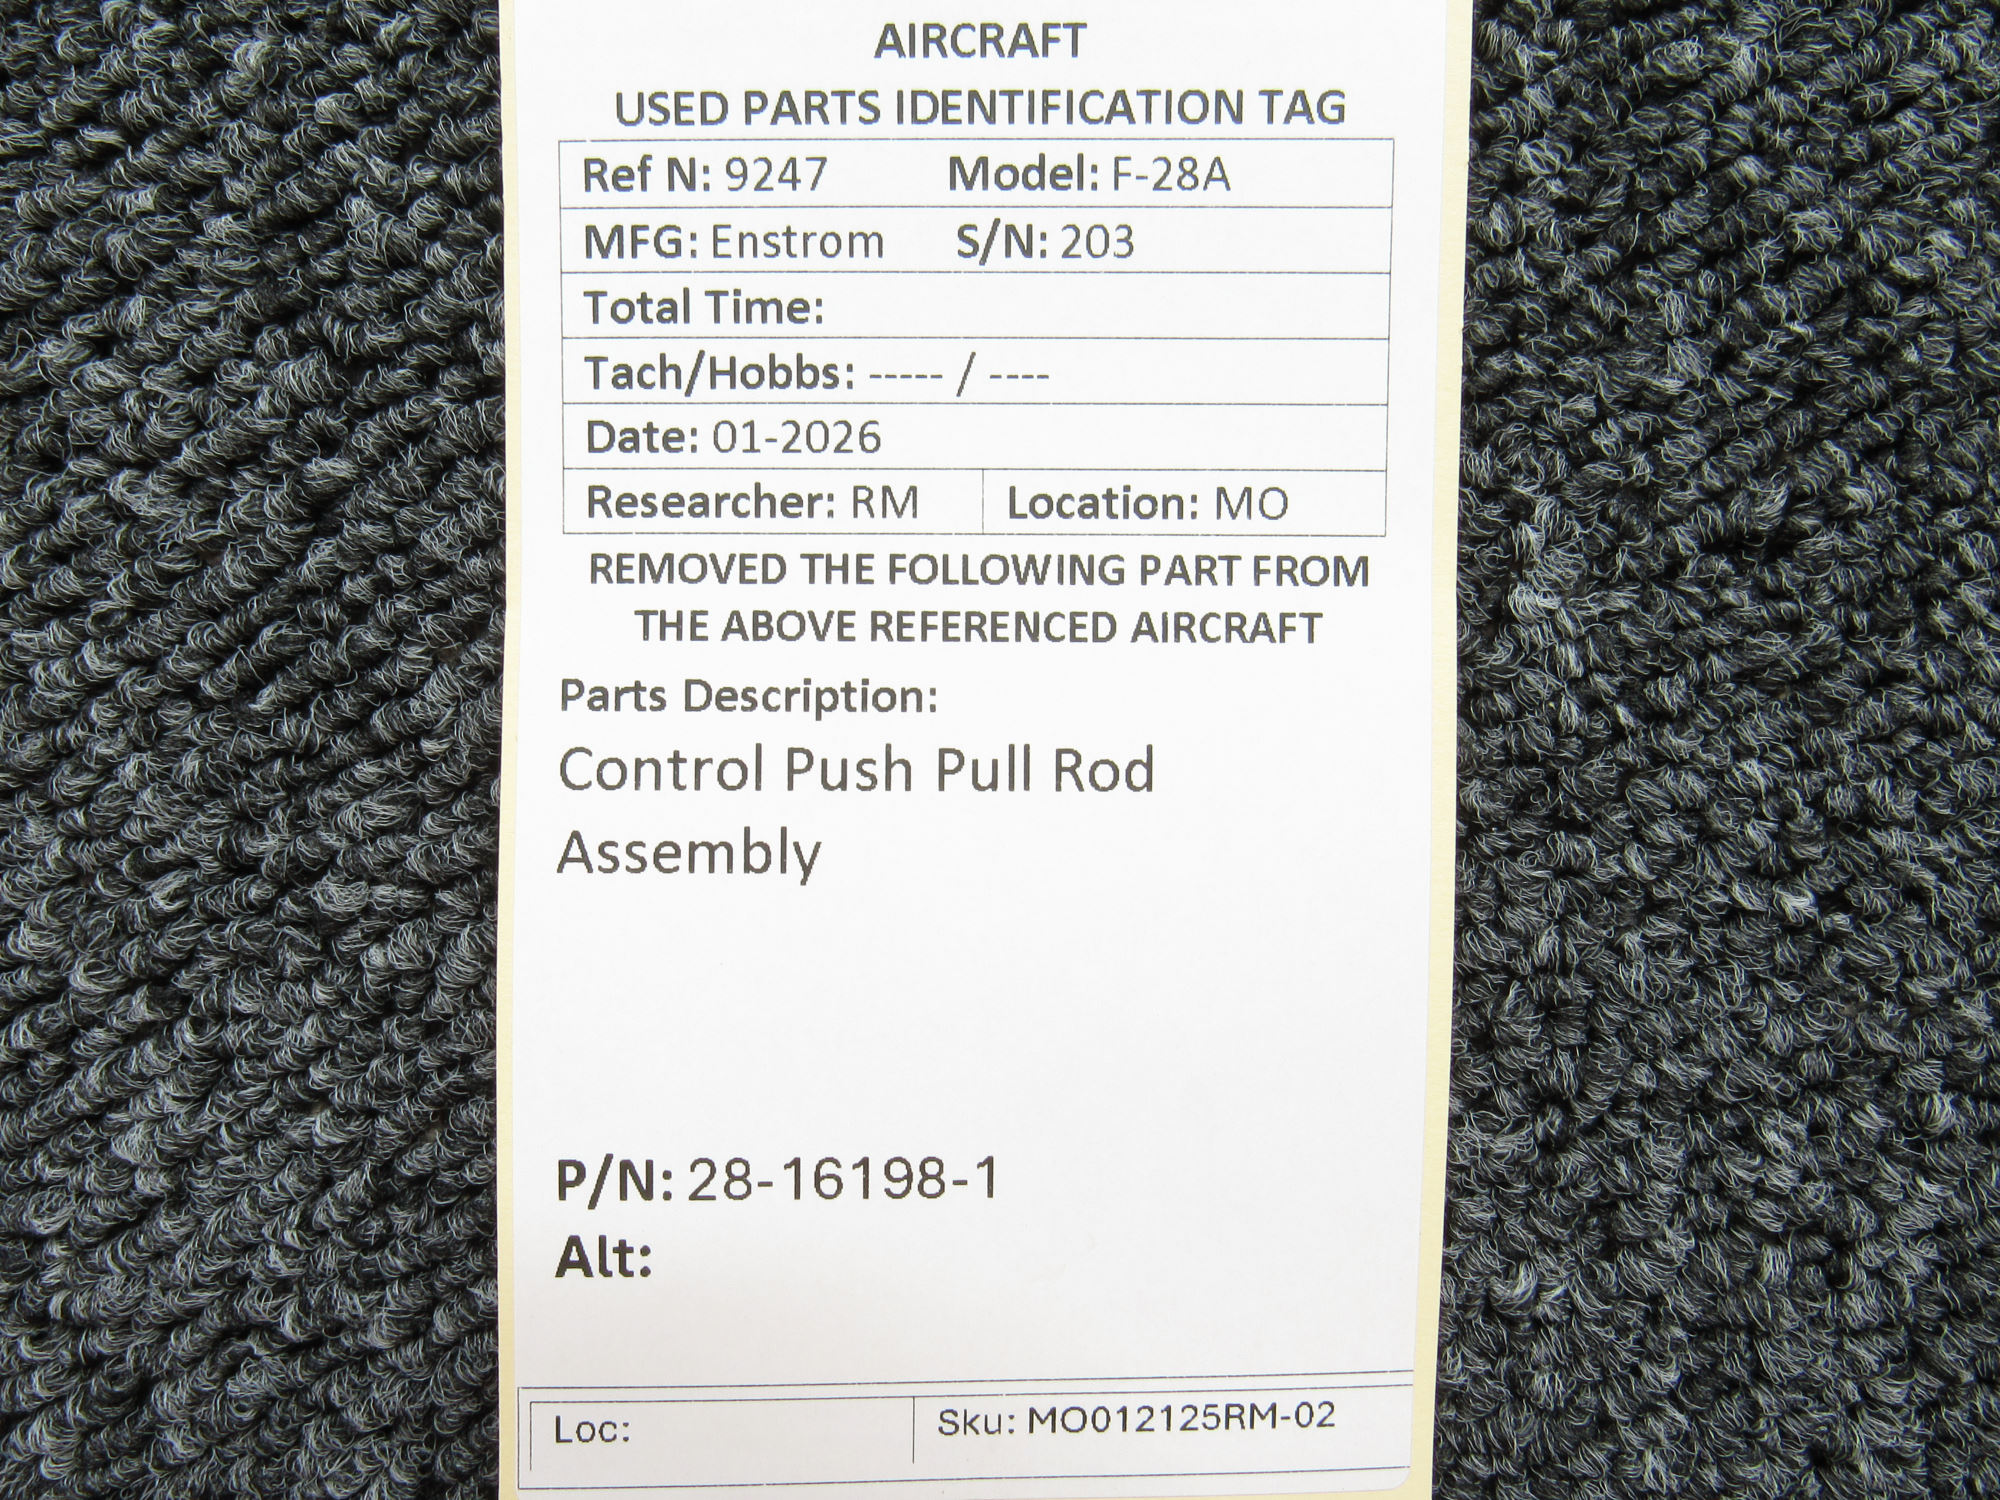 AIRCRAFT
USED PARTS IDENTIFICATION TAG
Ref N: 9247 Model: F-28A
MFG: Enstrom S/N: 203
Total Time:
Tach/Hobbs: ----- / ----
Date: 01-2026
Researcher: RM Location: MO
REMOVED THE FOLLOWING PART FROM
THE ABOVE REFERENCED AIRCRAFT
Parts Description:
Control Push Pull Rod
Assembly
P/N: 28-16198-1
Alt:
Loc: Sku: MO012125RM-02